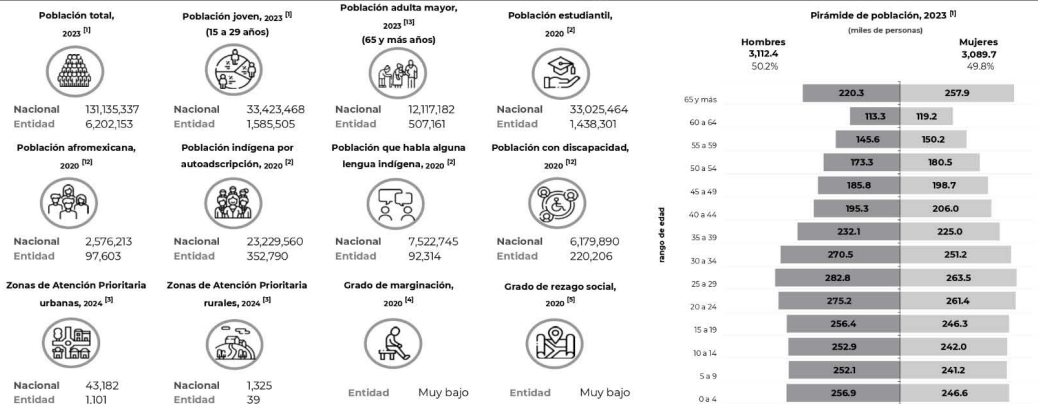 Población total,
2023 [1]
Nacional 131,135,337
Entidad 6,202,153
Población joven, 2023 [1]
(15 a 29 años)
Nacional 33,423,468
Entidad 1,585,505
Población adulta mayor,
2023 [13]
(65 y más años)
Nacional 12,117,182
Entidad 507,161
Población estudiantil,
2020 [2]
Nacional 33,025,464
Entidad 1,438,301
Población afromexicana,
2020 [12]
Nacional 2,576,213
Entidad 97,603
Población indígena por
autoadscripción, 2020 [2]
Nacional 23,229,560
Entidad 352,790
Población que habla alguna
lengua indígena, 2020 [2]
Nacional 7,522,745
Entidad 92,314
Población con discapacidad,
2020 [12]
Nacional 6,179,890
Entidad 220,206
Zonas de Atención Prioritaria
urbanas, 2024 [3]
Nacional 43,182
Entidad 1,101
Zonas de Atención Prioritaria
rurales, 2024 [3]
Nacional 1,325
Entidad 39
Grado de marginación,
2020 [4]
Entidad Muy bajo
Grado de rezago social,
2020 [5]
Entidad Muy bajo
Pirámide de población, 2023 [1]
(miles de personas)
Hombres
3,112.4
50.2%
Mujeres
3,089.7
49.8%
rango de edad
65 y más 220.3 257.9
60 a 64 113.3 119.2
55 a 59 145.6 150.2
50 a 54 173.3 180.5
45 a 49 185.8 198.7
40 a 44 195.3 206.0
35 a 39 232.1 225.0
30 a 34 270.5 251.2
25 a 29 282.8 263.5
20 a 24 275.2 261.4
15 a 19 256.4 246.3
10 a 14 252.9 242.0
5 a 9 252.1 241.2
0 a 4 256.9 246.6